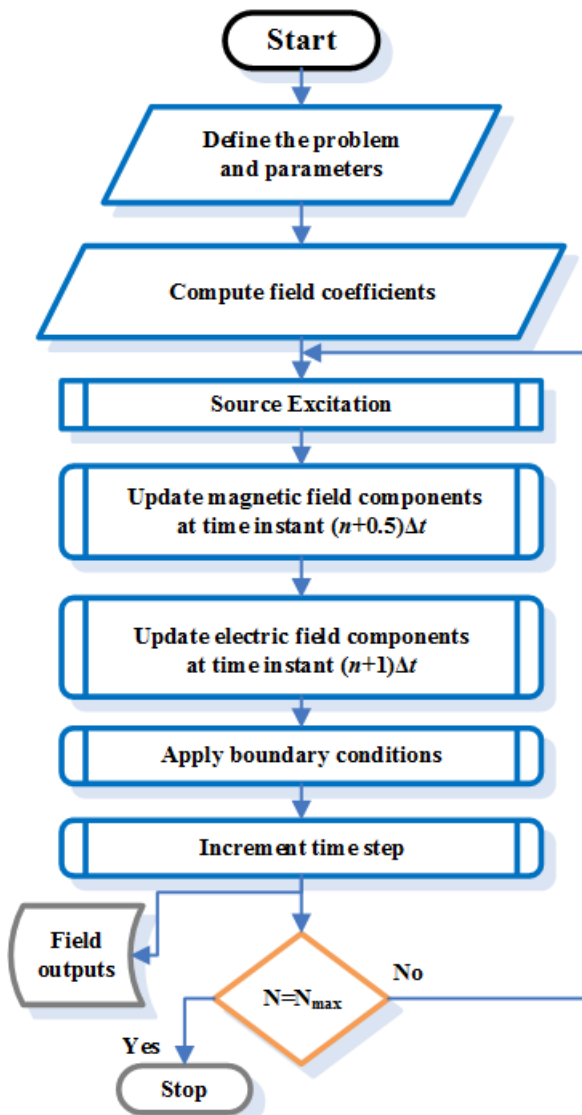 Start
Define the problem
and parameters
Compute field coefficients
Source Excitation
Update magnetic field components
at time instant (n+0.5)Δt
Update electric field components
at time instant (n+1)Δt
Apply boundary conditions
Increment time step
Field
outputs
N=Nmax
No
Yes
Stop